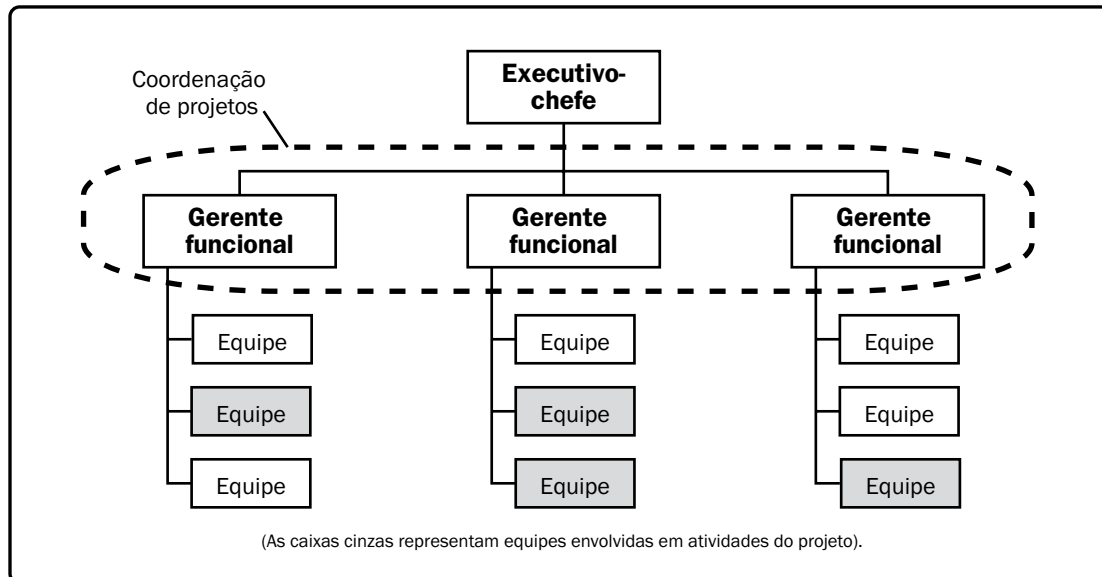 Coordenação
de projetos
Executivo-
chefe
Gerente
funcional
Gerente
funcional
Gerente
funcional
Equipe
Equipe
Equipe
Equipe
Equipe
Equipe
Equipe
Equipe
Equipe
(As caixas cinzas representam equipes envolvidas em atividades do projeto).